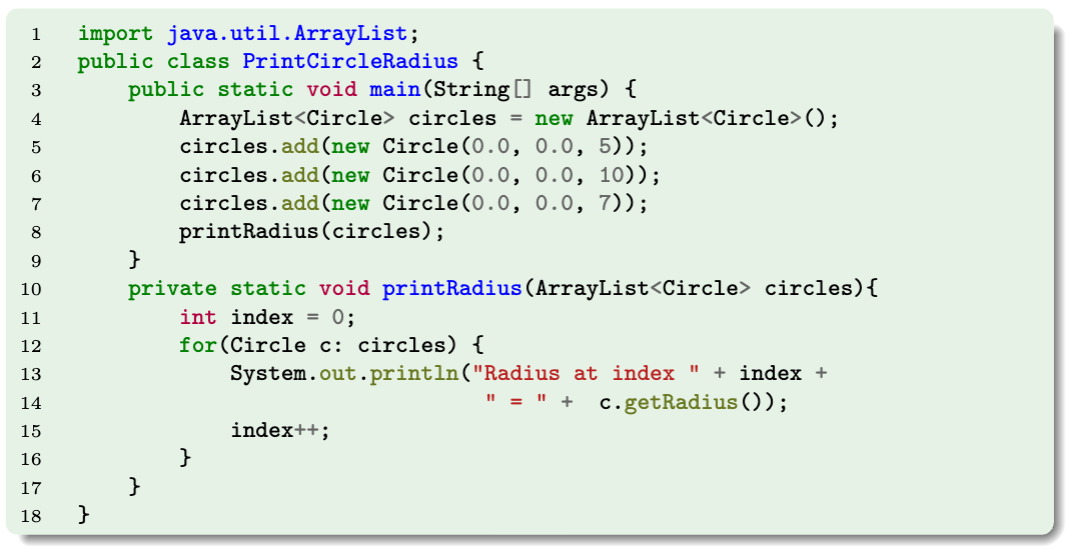 1 import java.util.ArrayList;
2 public class PrintCircleRadius {
3     public static void main(String[] args) {
4         ArrayList<Circle> circles = new ArrayList<Circle>();
5         circles.add(new Circle(0.0, 0.0, 5));
6         circles.add(new Circle(0.0, 0.0, 10));
7         circles.add(new Circle(0.0, 0.0, 7));
8         printRadius(circles);
9     }
10     private static void printRadius(ArrayList<Circle> circles){
11         int index = 0;
12         for(Circle c: circles) {
13             System.out.println("Radius at index " + index +
14                                 " = " +  c.getRadius());
15             index++;
16         }
17     }
18 }